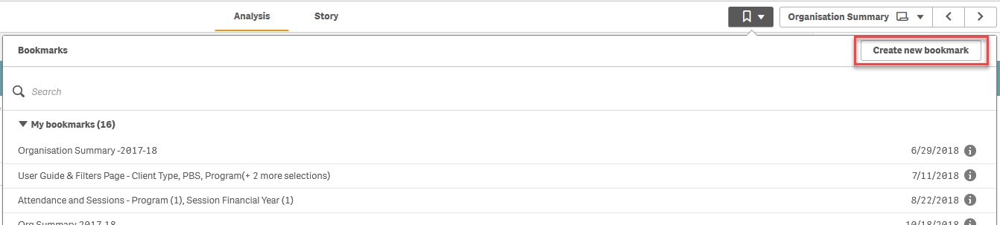 Analysis Story Organisation Summary
Bookmarks Create new bookmark
Search
My bookmarks (16)
Organisation Summary -2017-18 6/29/2018
User Guide & Filters Page - Client Type, PBS, Program(+ 2 more selections) 7/11/2018
Attendance and Sessions - Program (1), Session Financial Year (1) 8/22/2018
Org Summary 2017-18 10/18/2018